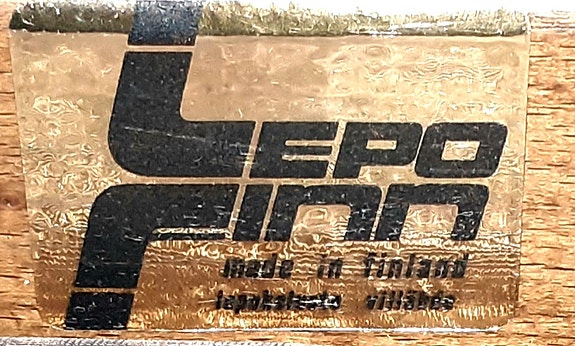 LEPO
FINN
made in finland
lepokalusto villähde